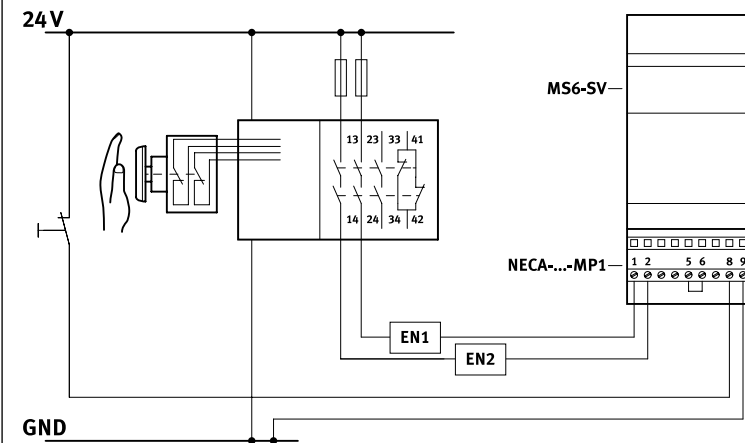 24 V
MS6-SV
13 23 33 41
14 24 34 42
NECA-...-MP1
1 2 5 6 8 9
EN1
EN2
GND